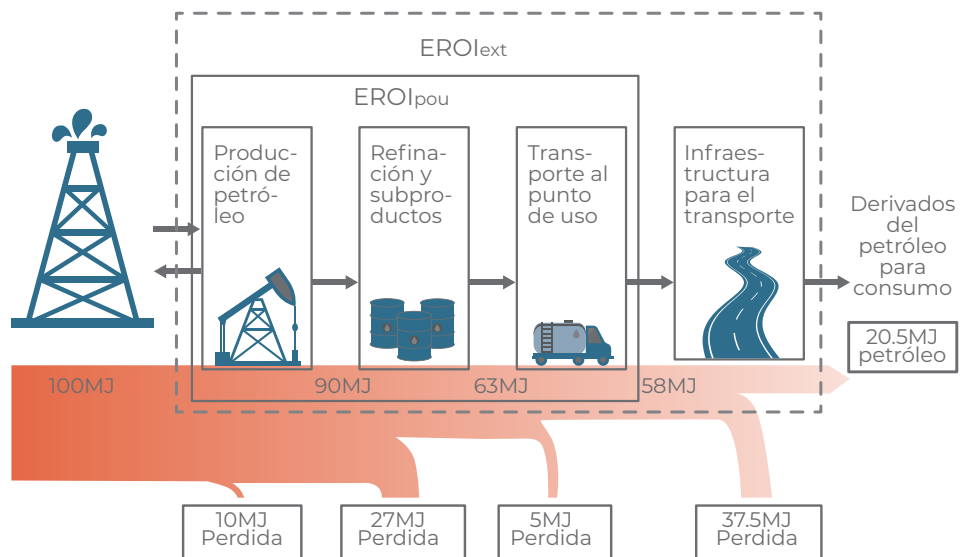 EROIext
EROIpou
Produc-
ción de
petró-
leo
Refina-
ción y
subpro-
ductos
Trans-
porte al
punto
de uso
Infraes-
tructura
para el
transporte
Derivados
del
petróleo
para
consumo
20.5MJ
petróleo
100MJ
90MJ
63MJ
58MJ
10MJ
Perdida
27MJ
Perdida
5MJ
Perdida
37.5MJ
Perdida